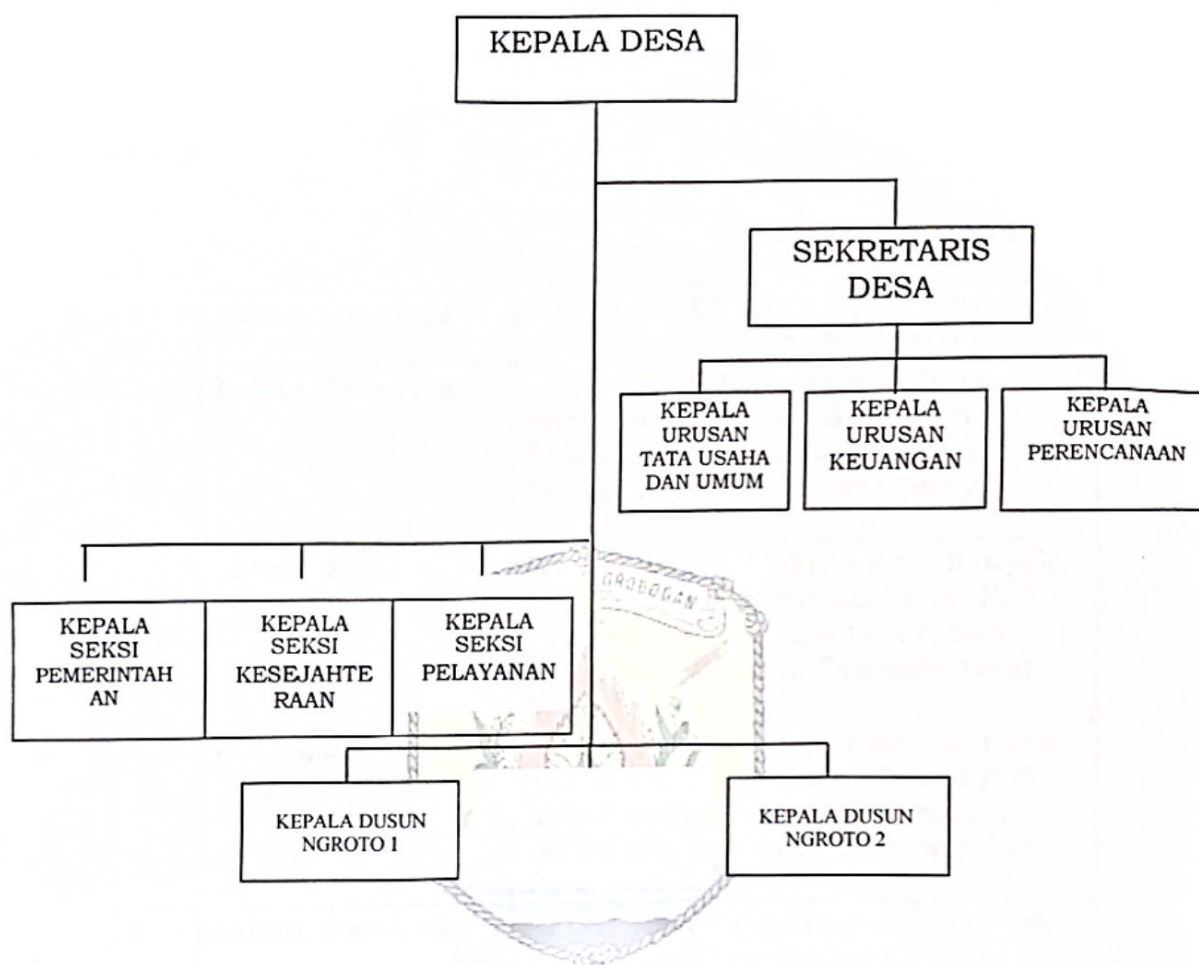 KEPALA DESA
SEKRETARIS
DESA
KEPALA
URUSAN
TATA USAHA
DAN UMUM
KEPALA
URUSAN
KEUANGAN
KEPALA
URUSAN
PERENCANAAN
GROBOGAN
KEPALA
SEKSI
PEMERINTAH
AN
KEPALA
SEKSI
KESEJAHTE
RAAN
KEPALA
SEKSI
PELAYANAN
KEPALA DUSUN
NGROTO 1
KEPALA DUSUN
NGROTO 2